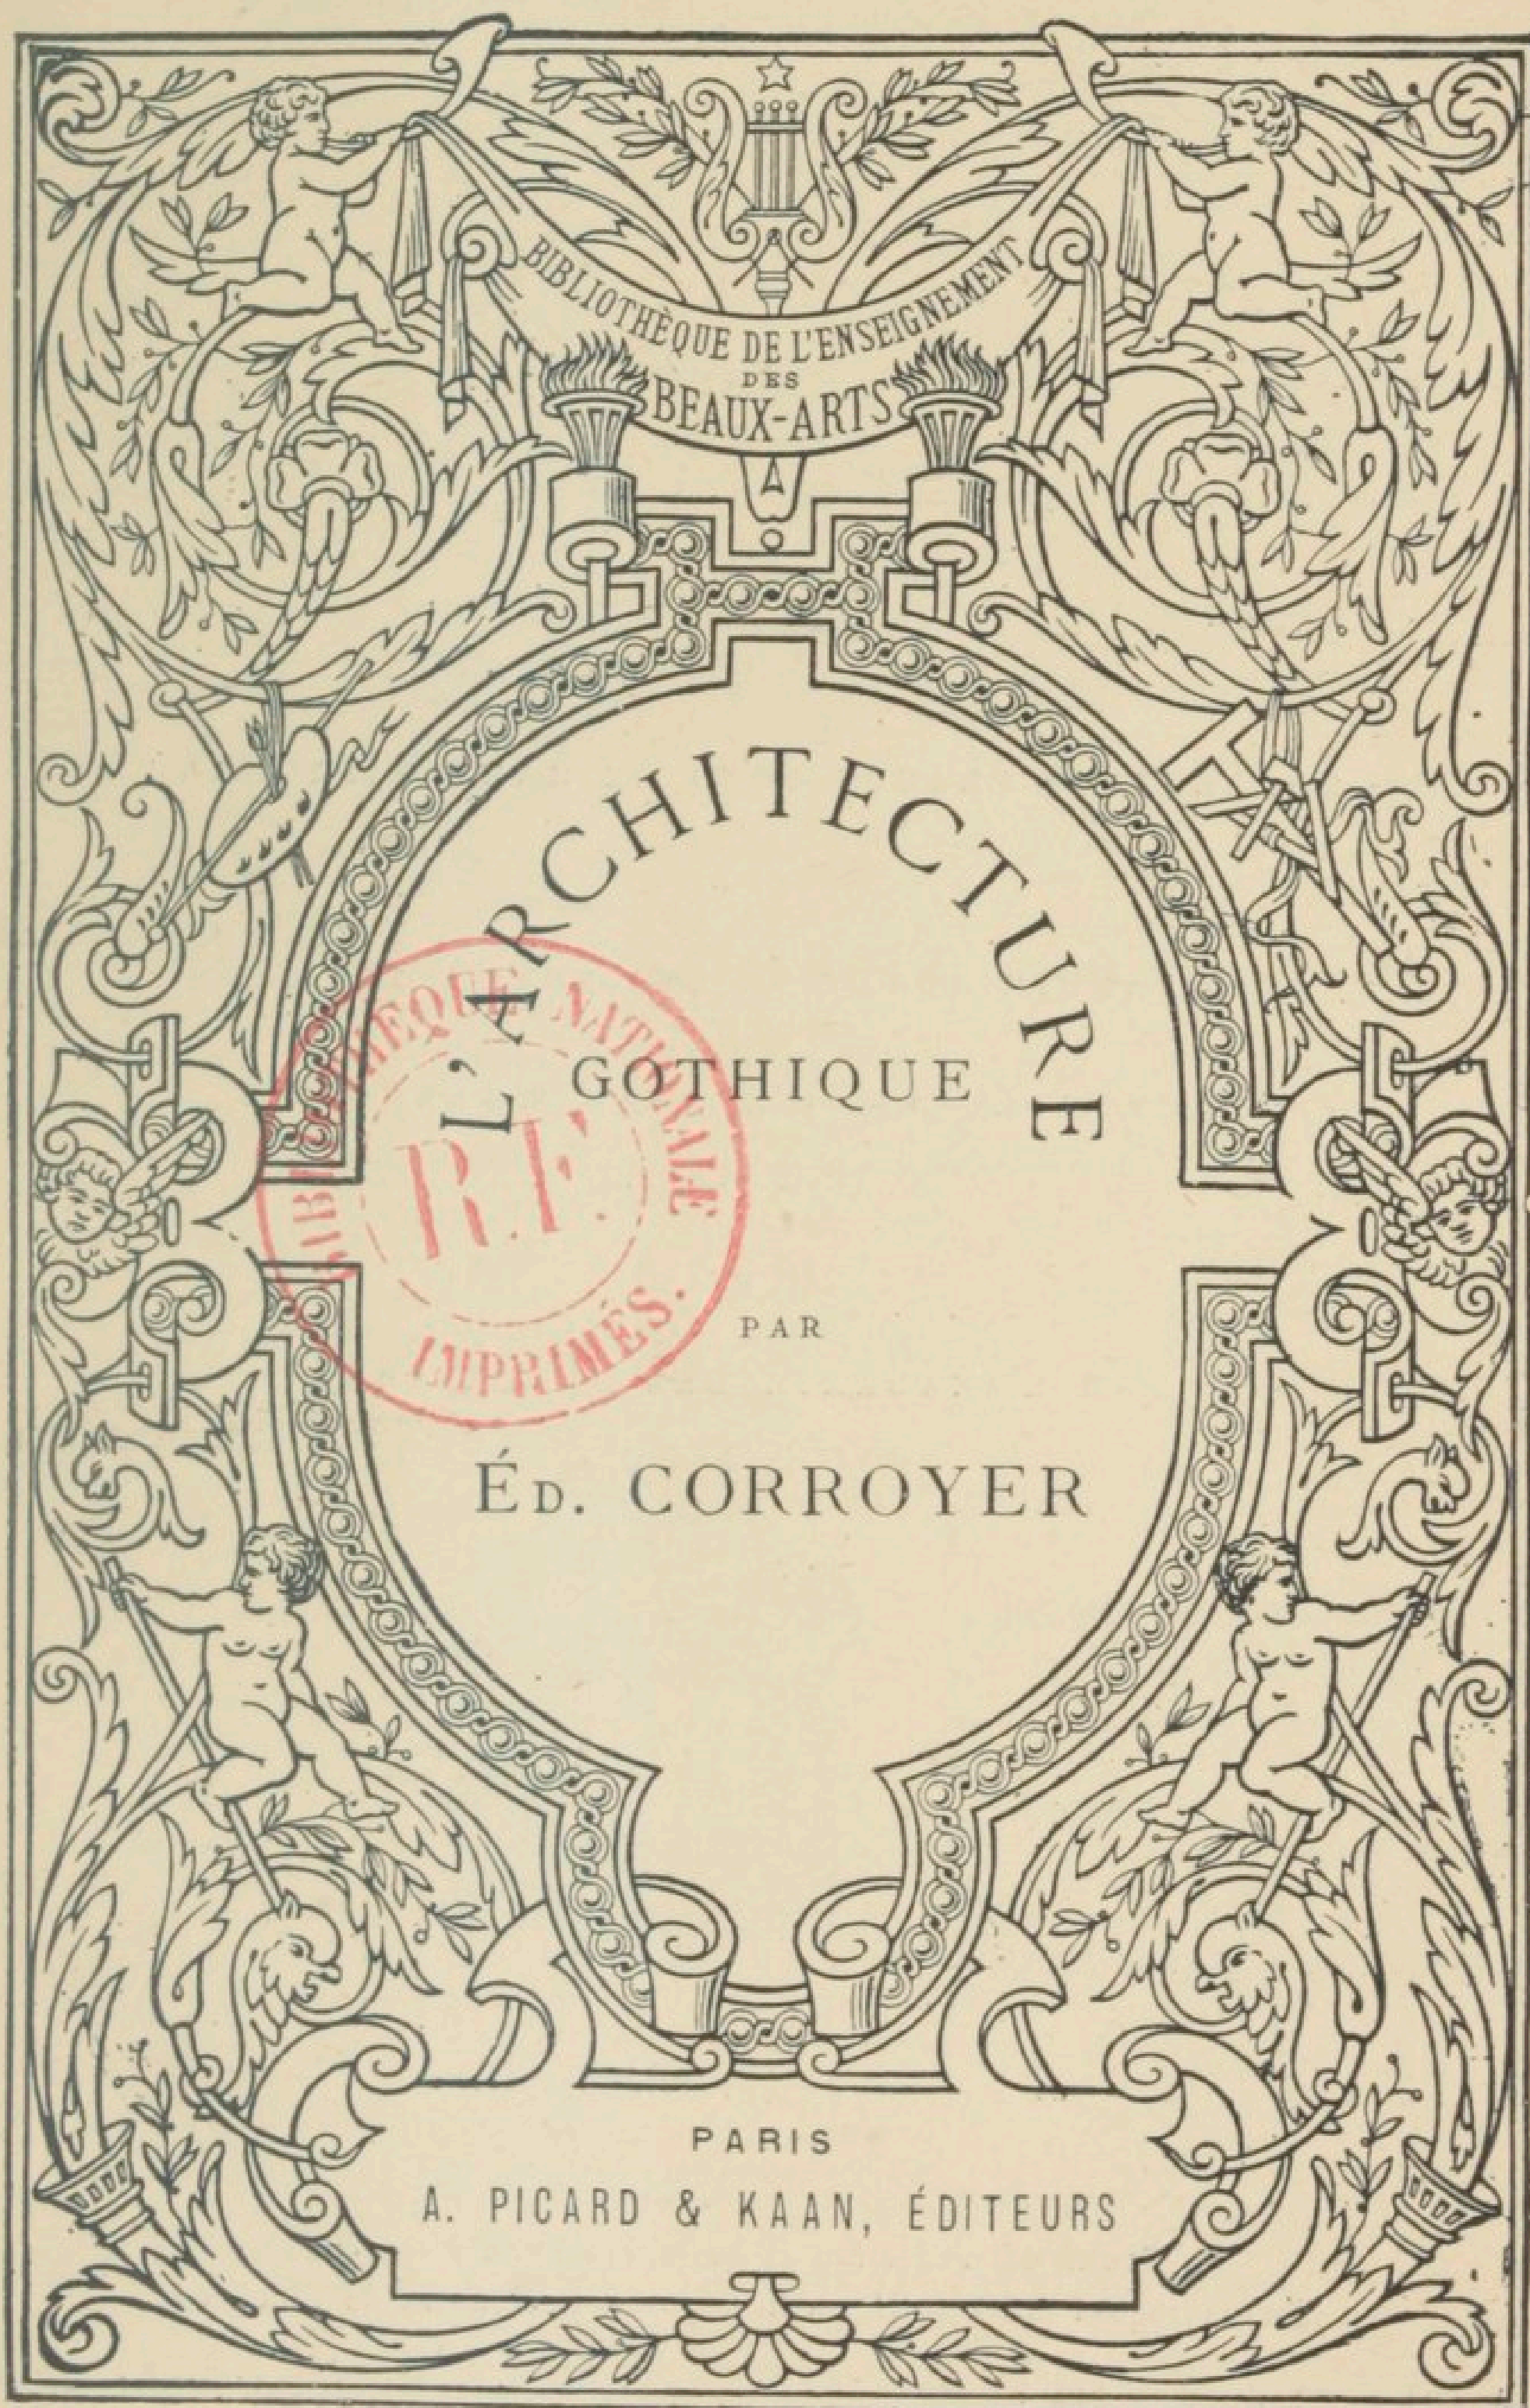 BIBLIOTHÈQUE DE L'ENSEIGNEMENT
DES
BEAUX-ARTS
L'ARCHITECTURE
GOTHIQUE
BIBLIOTHÈQUE NATIONALE
R.F.
IMPRIMÉS.
PAR
ÉD. CORROYER
PARIS
A. PICARD & KAAN, ÉDITEURS